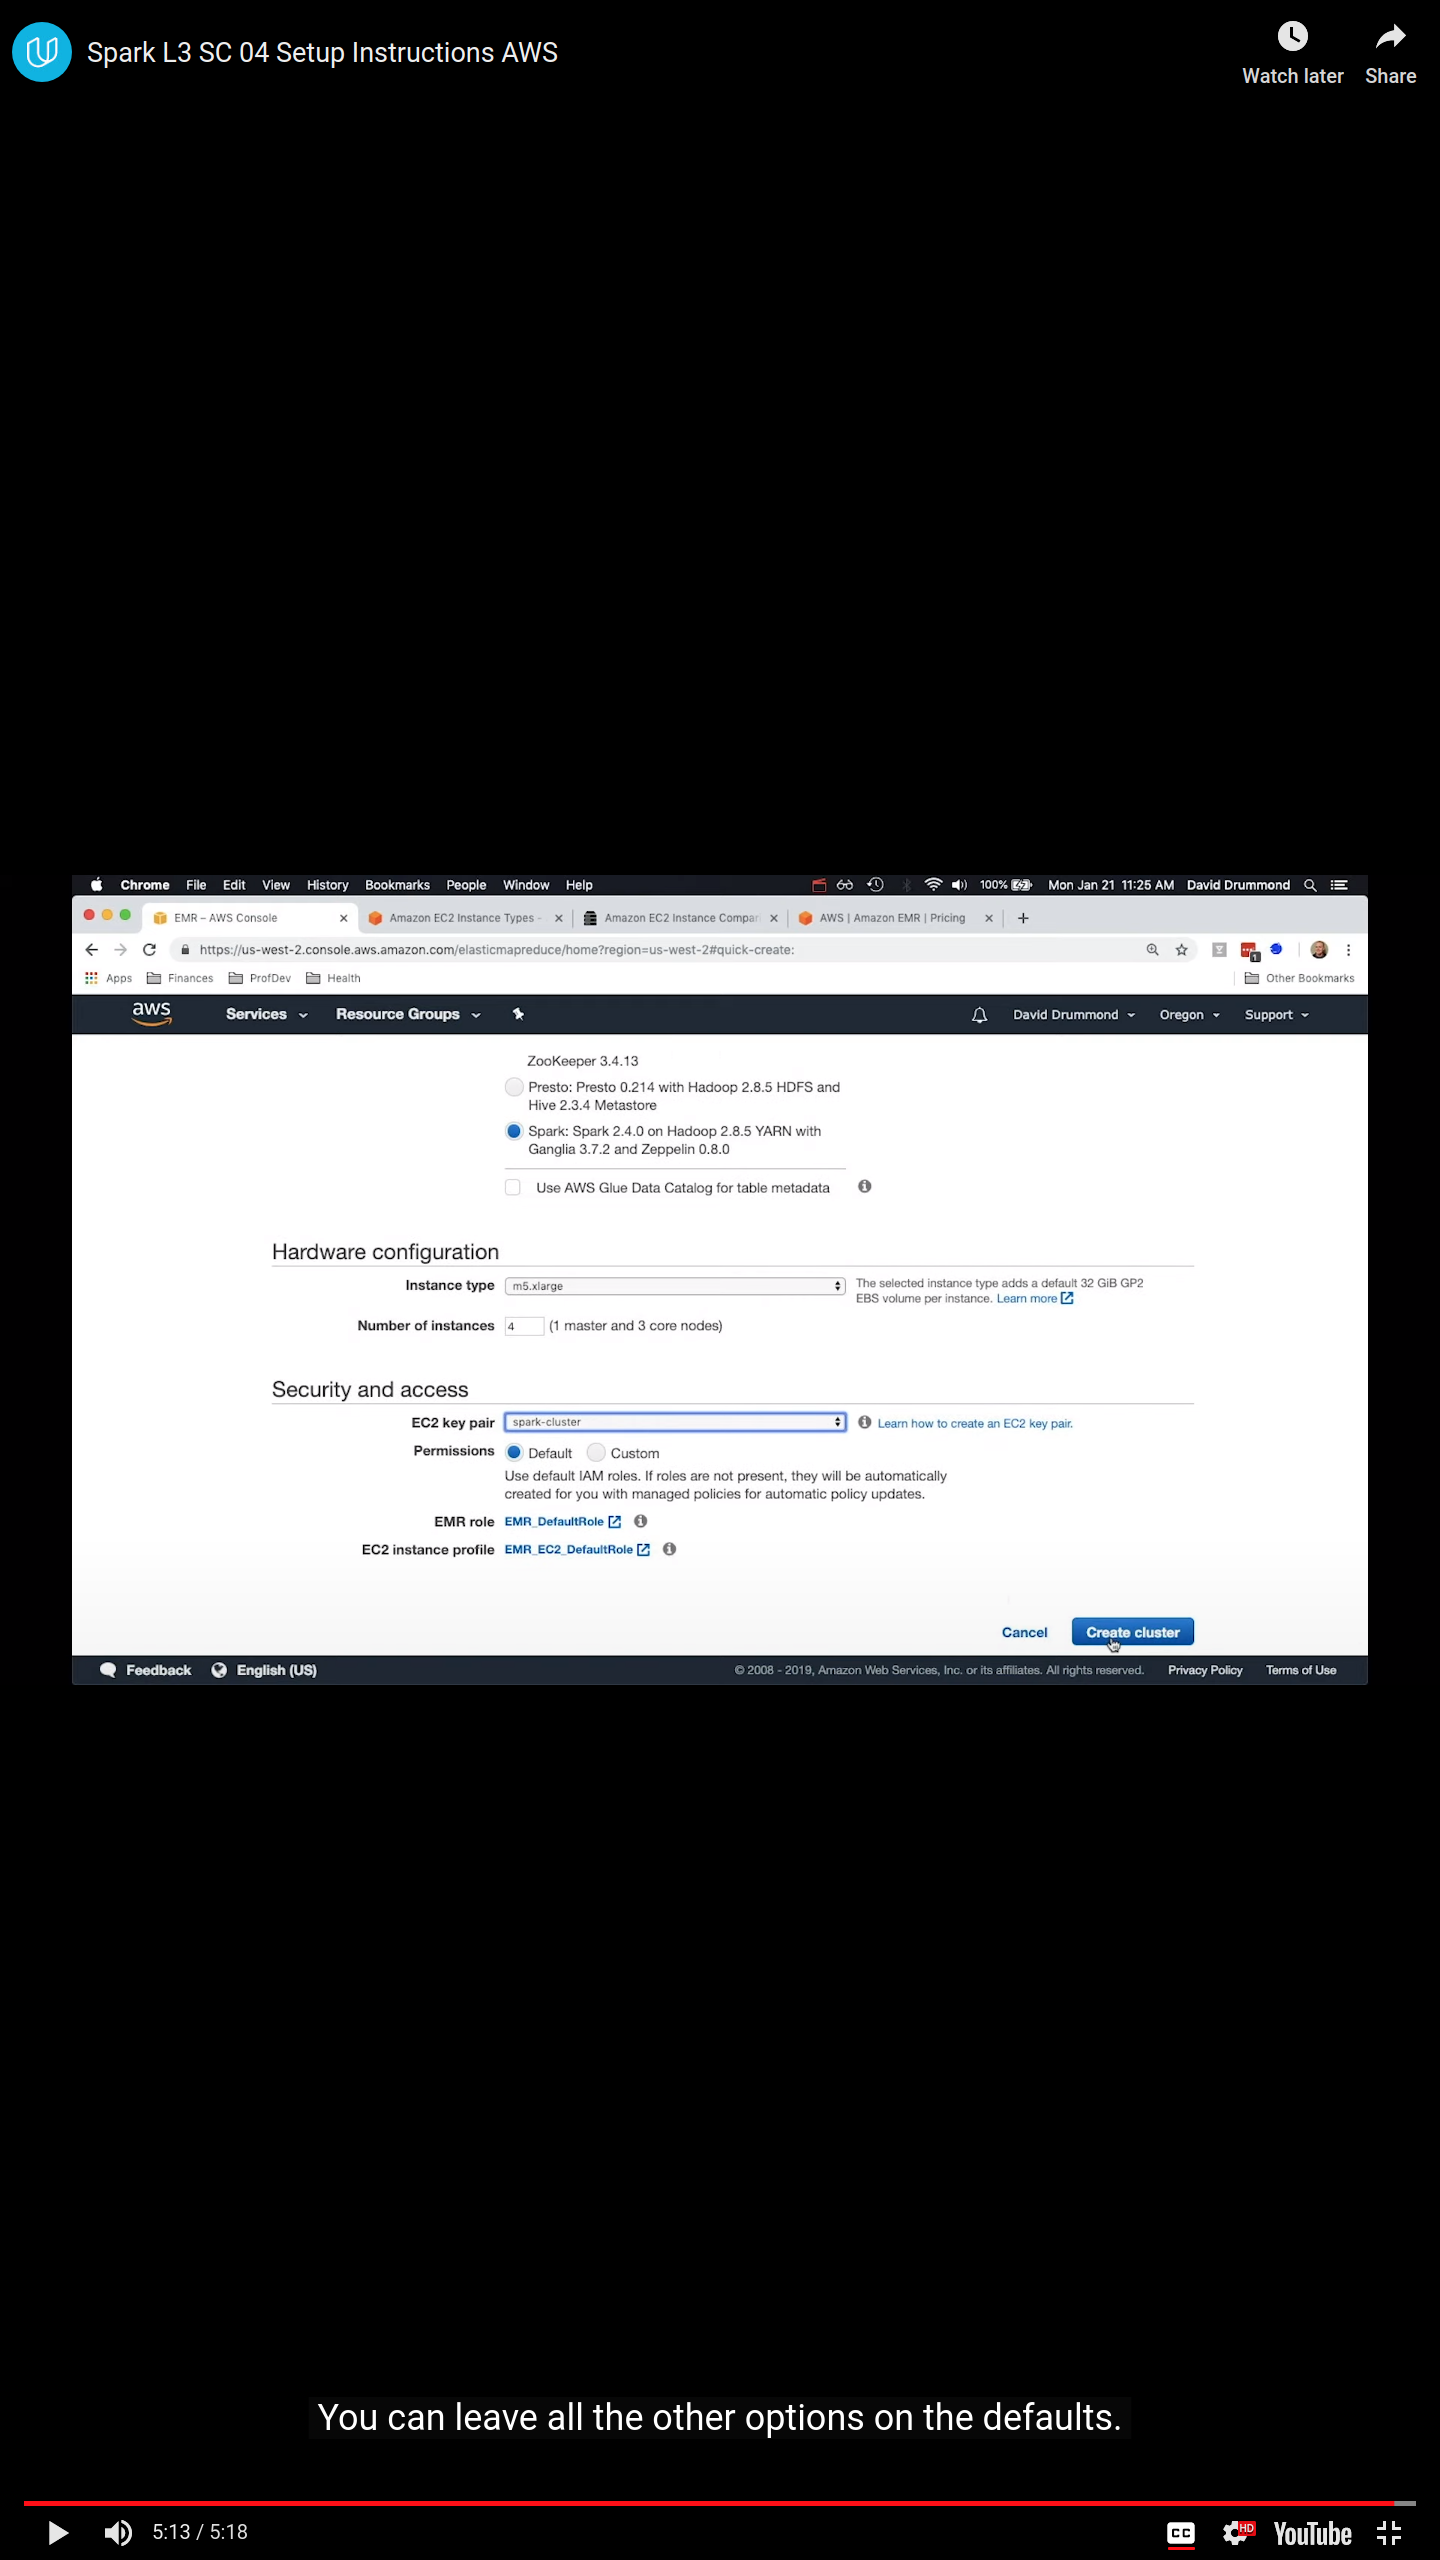 Spark L3 SC 04 Setup Instructions AWS
Watch later
Share
Chrome File Edit View History Bookmarks People Window Help 100% Mon Jan 21 11:25 AM David Drummond
EMR – AWS Console Amazon EC2 Instance Types - Amazon EC2 Instance Compari AWS | Amazon EMR | Pricing
https://us-west-2.console.aws.amazon.com/elasticmapreduce/home?region=us-west-2#quick-create:
Apps Finances ProfDev Health Other Bookmarks
aws Services Resource Groups David Drummond Oregon Support
ZooKeeper 3.4.13
Presto: Presto 0.214 with Hadoop 2.8.5 HDFS and
Hive 2.3.4 Metastore
Spark: Spark 2.4.0 on Hadoop 2.8.5 YARN with
Ganglia 3.7.2 and Zeppelin 0.8.0
Use AWS Glue Data Catalog for table metadata
Hardware configuration
Instance type m5.xlarge The selected instance type adds a default 32 GiB GP2
EBS volume per instance. Learn more
Number of instances 4 (1 master and 3 core nodes)
Security and access
EC2 key pair spark-cluster Learn how to create an EC2 key pair.
Permissions Default Custom
Use default IAM roles. If roles are not present, they will be automatically
created for you with managed policies for automatic policy updates.
EMR role EMR_DefaultRole
EC2 instance profile EMR_EC2_DefaultRole
Cancel Create cluster
Feedback English (US) © 2008 - 2019, Amazon Web Services, Inc. or its affiliates. All rights reserved. Privacy Policy Terms of Use
You can leave all the other options on the defaults.
5:13 / 5:18 CC HD YouTube